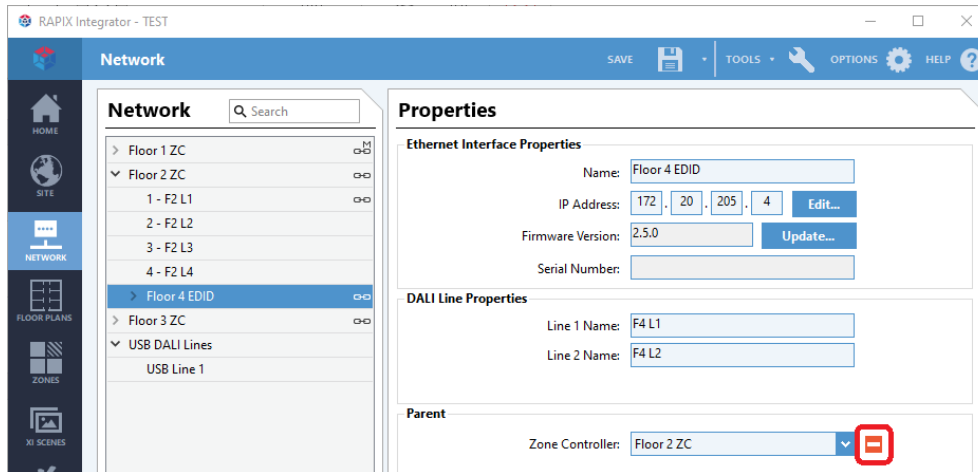 RAPIX Integrator - TEST
Network
SAVE
TOOLS
OPTIONS
HELP
?
HOME
SITE
NETWORK
FLOOR PLANS
ZONES
XI SCENES
Network
Search
Floor 1 ZC
M
Floor 2 ZC
1 - F2 L1
2 - F2 L2
3 - F2 L3
4 - F2 L4
Floor 4 EDID
Floor 3 ZC
USB DALI Lines
USB Line 1
Properties
Ethernet Interface Properties
Name: Floor 4 EDID
IP Address: 172 . 20 . 205 . 4 Edit...
Firmware Version: 2.5.0 Update...
Serial Number:
DALI Line Properties
Line 1 Name: F4 L1
Line 2 Name: F4 L2
Parent
Zone Controller: Floor 2 ZC